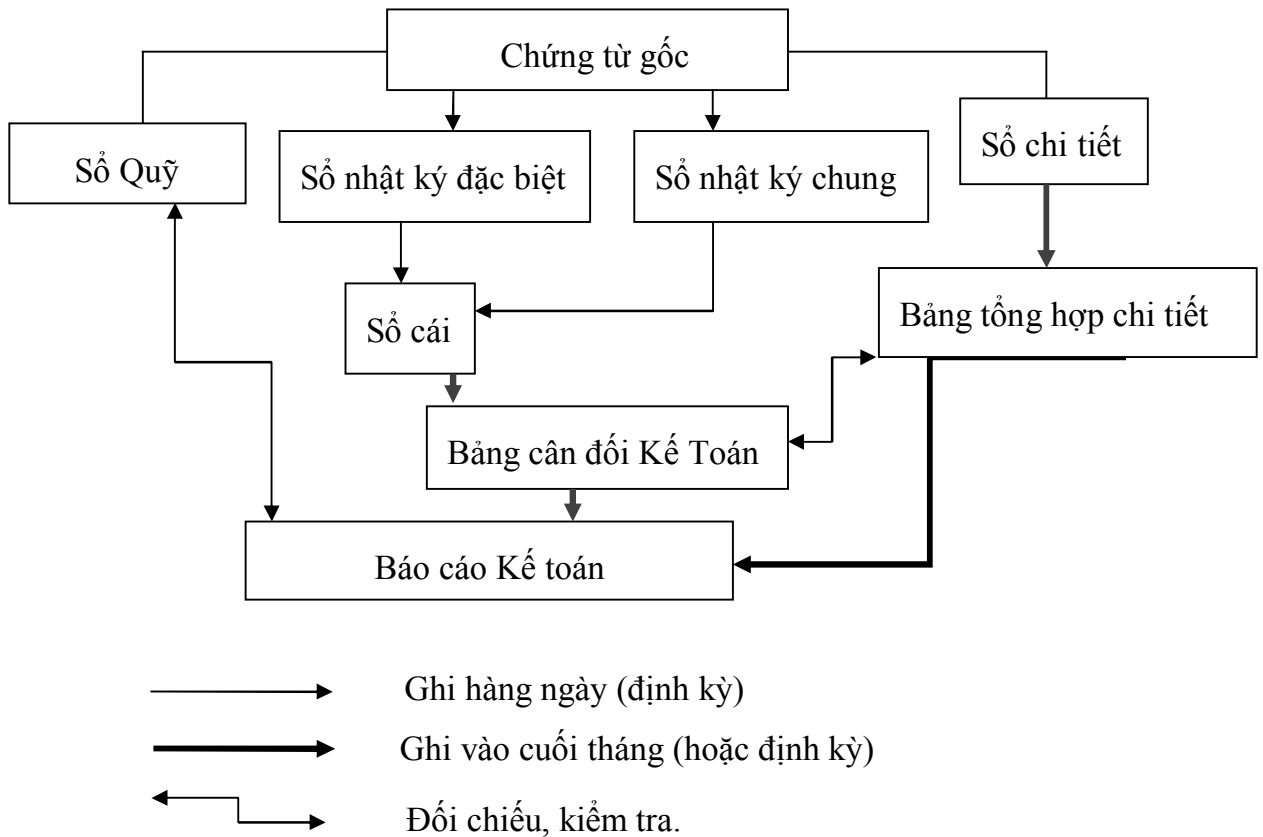 Chứng từ gốc
Sổ Quỹ
Sổ nhật ký đặc biệt
Sổ nhật ký chung
Sổ chi tiết
Sổ cái
Bảng tổng hợp chi tiết
Bảng cân đối Kế Toán
Báo cáo Kế toán
Ghi hàng ngày (định kỳ)
Ghi vào cuối tháng (hoặc định kỳ)
Đối chiếu, kiểm tra.